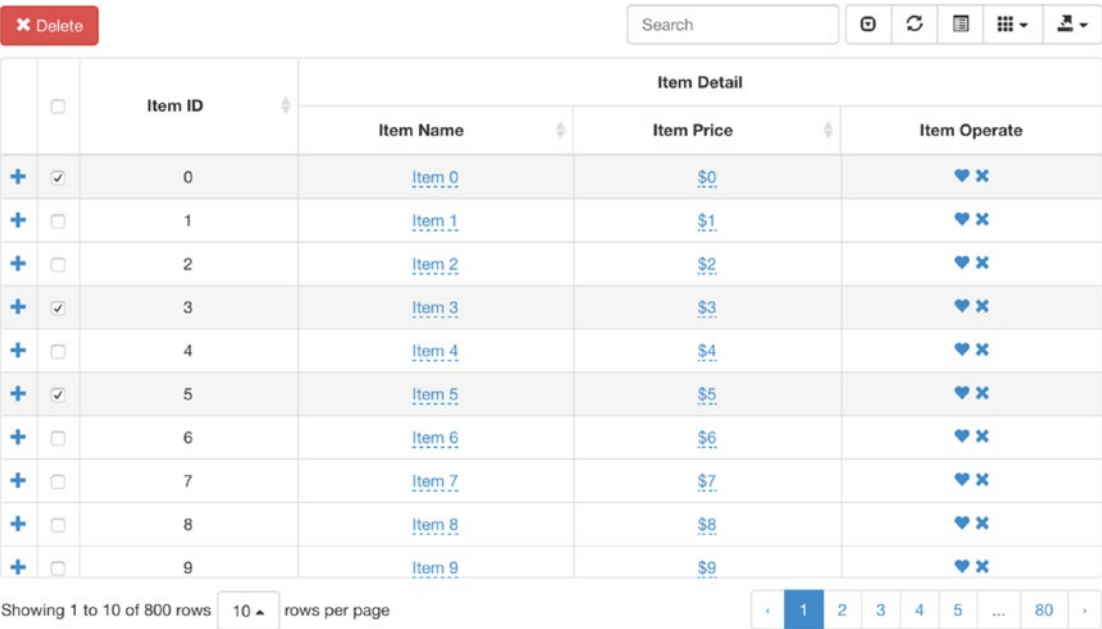 Delete Search
Item Detail
Item ID
Item Name Item Price Item Operate
0 Item 0 $0
1 Item 1 $1
2 Item 2 $2
3 Item 3 $3
4 Item 4 $4
5 Item 5 $5
6 Item 6 $6
7 Item 7 $7
8 Item 8 $8
9 Item 9 $9
Showing 1 to 10 of 800 rows 10 rows per page ‹ 1 2 3 4 5 ... 80 ›